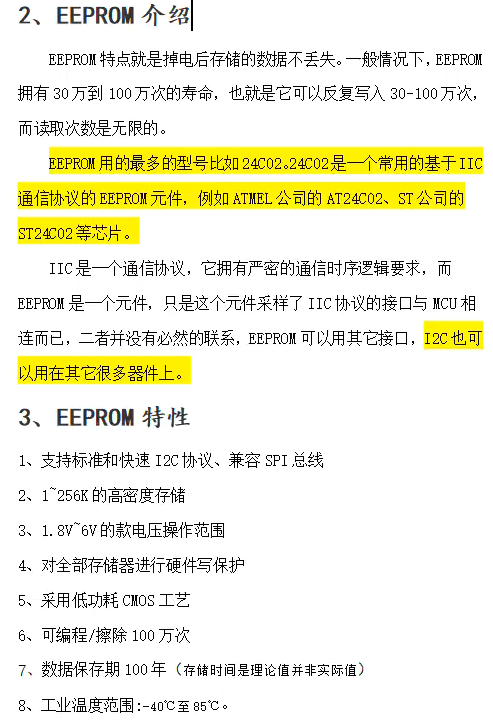 2、EEPROM 介绍
EEPROM 特点就是掉电后存储的数据不丢失。一般情况下，EEPROM
拥有 30 万到 100 万次的寿命，也就是它可以反复写入 30-100 万次，
而读取次数是无限的。
EEPROM 用的最多的型号比如 24C02。24C02 是一个常用的基于 IIC
通信协议的 EEPROM 元件，例如 ATMEL 公司的 AT24C02、ST 公司的
ST24C02 等芯片。
IIC 是一个通信协议，它拥有严密的通信时序逻辑要求，而
EEPROM 是一个元件，只是这个元件采样了 IIC 协议的接口与 MCU 相
连而已，二者并没有必然的联系，EEPROM 可以用其它接口，I2C 也可
以用在其它很多器件上。
3、EEPROM 特性
1、支持标准和快速 I2C 协议、兼容 SPI 总线
2、1~256K 的高密度存储
3、1.8V~6V 的款电压操作范围
4、对全部存储器进行硬件写保护
5、采用低功耗 CMOS 工艺
6、可编程/擦除 100 万次
7、数据保存期 100 年（存储时间是理论值并非实际值）
8、工业温度范围:-40℃至 85℃。